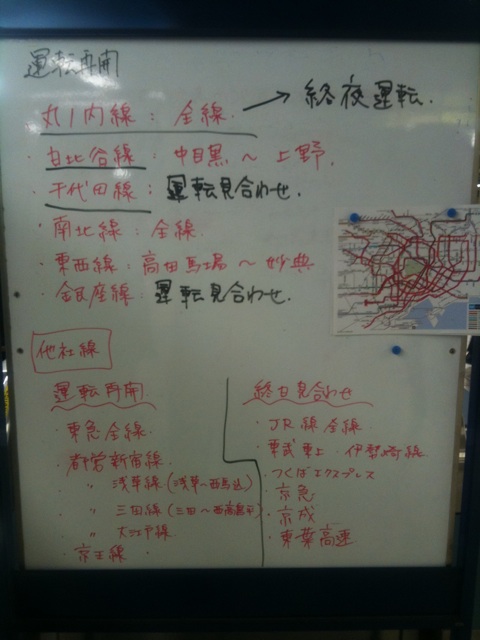 運転再開
丸ノ内線：全線 → 終夜運転.
・日比谷線：中目黒～上野.
・千代田線：運転見合わせ.
・南北線：全線
・東西線：高田馬場～妙典
・銀座線：運転見合わせ.
他社線
運転再開
・東急全線
・都営新宿線
・〃 浅草線(浅草～西馬込)
・〃 三田線(三田～西高島平)
・〃 大江戸線
・京王線
終日見合わせ
・JR線全線
・東武東上・伊勢崎線
・つくばエクスプレス
・京急
・京成
・東葉高速